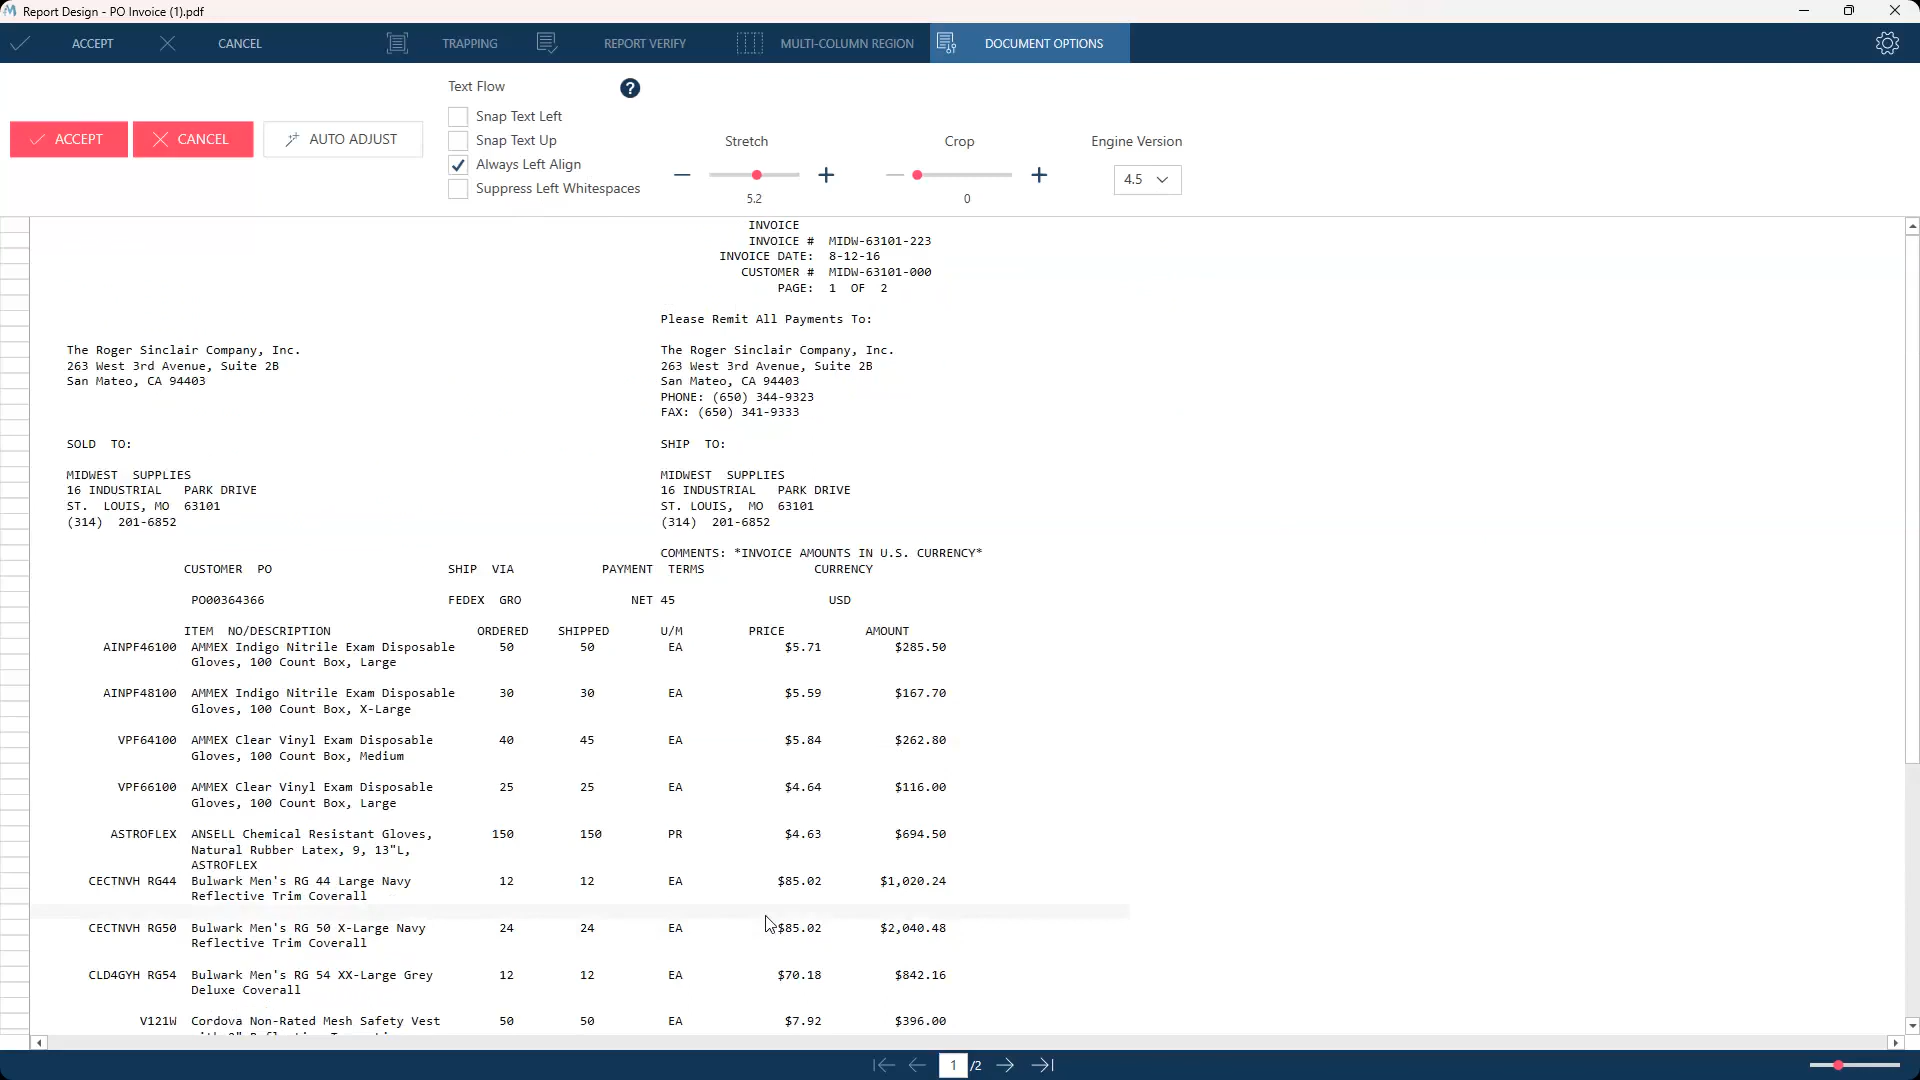 Report Design - PO Invoice (1).pdf
ACCEPT CANCEL TRAPPING REPORT VERIFY MULTI-COLUMN REGION DOCUMENT OPTIONS
ACCEPT CANCEL AUTO ADJUST
Text Flow ?
Snap Text Left
Snap Text Up
Always Left Align
Suppress Left Whitespaces
Stretch
5.2
Crop
0
Engine Version
4.5
INVOICE
INVOICE # MIDW-63101-223
INVOICE DATE: 8-12-16
CUSTOMER # MIDW-63101-000
PAGE: 1 OF 2
Please Remit All Payments To:
The Roger Sinclair Company, Inc. The Roger Sinclair Company, Inc.
263 West 3rd Avenue, Suite 2B 263 West 3rd Avenue, Suite 2B
San Mateo, CA 94403 San Mateo, CA 94403
PHONE: (650) 344-9323
FAX: (650) 341-9333
SOLD TO: SHIP TO:
MIDWEST SUPPLIES MIDWEST SUPPLIES
16 INDUSTRIAL PARK DRIVE 16 INDUSTRIAL PARK DRIVE
ST. LOUIS, MO 63101 ST. LOUIS, MO 63101
(314) 201-6852 (314) 201-6852
COMMENTS: *INVOICE AMOUNTS IN U.S. CURRENCY*
CUSTOMER PO SHIP VIA PAYMENT TERMS CURRENCY
PO00364366 FEDEX GRO NET 45 USD
ITEM NO/DESCRIPTION ORDERED SHIPPED U/M PRICE AMOUNT
AINPF46100 AMMEX Indigo Nitrile Exam Disposable 50 50 EA $5.71 $285.50
Gloves, 100 Count Box, Large
AINPF48100 AMMEX Indigo Nitrile Exam Disposable 30 30 EA $5.59 $167.70
Gloves, 100 Count Box, X-Large
VPF64100 AMMEX Clear Vinyl Exam Disposable 40 45 EA $5.84 $262.80
Gloves, 100 Count Box, Medium
VPF66100 AMMEX Clear Vinyl Exam Disposable 25 25 EA $4.64 $116.00
Gloves, 100 Count Box, Large
ASTROFLEX ANSELL Chemical Resistant Gloves, 150 150 PR $4.63 $694.50
Natural Rubber Latex, 9, 13"L,
ASTROFLEX
CECTNVH RG44 Bulwark Men's RG 44 Large Navy 12 12 EA $85.02 $1,020.24
Reflective Trim Coverall
CECTNVH RG50 Bulwark Men's RG 50 X-Large Navy 24 24 EA $85.02 $2,040.48
Reflective Trim Coverall
CLD4GYH RG54 Bulwark Men's RG 54 XX-Large Grey 12 12 EA $70.18 $842.16
Deluxe Coverall
V121W Cordova Non-Rated Mesh Safety Vest 50 50 EA $7.92 $396.00
1 /2